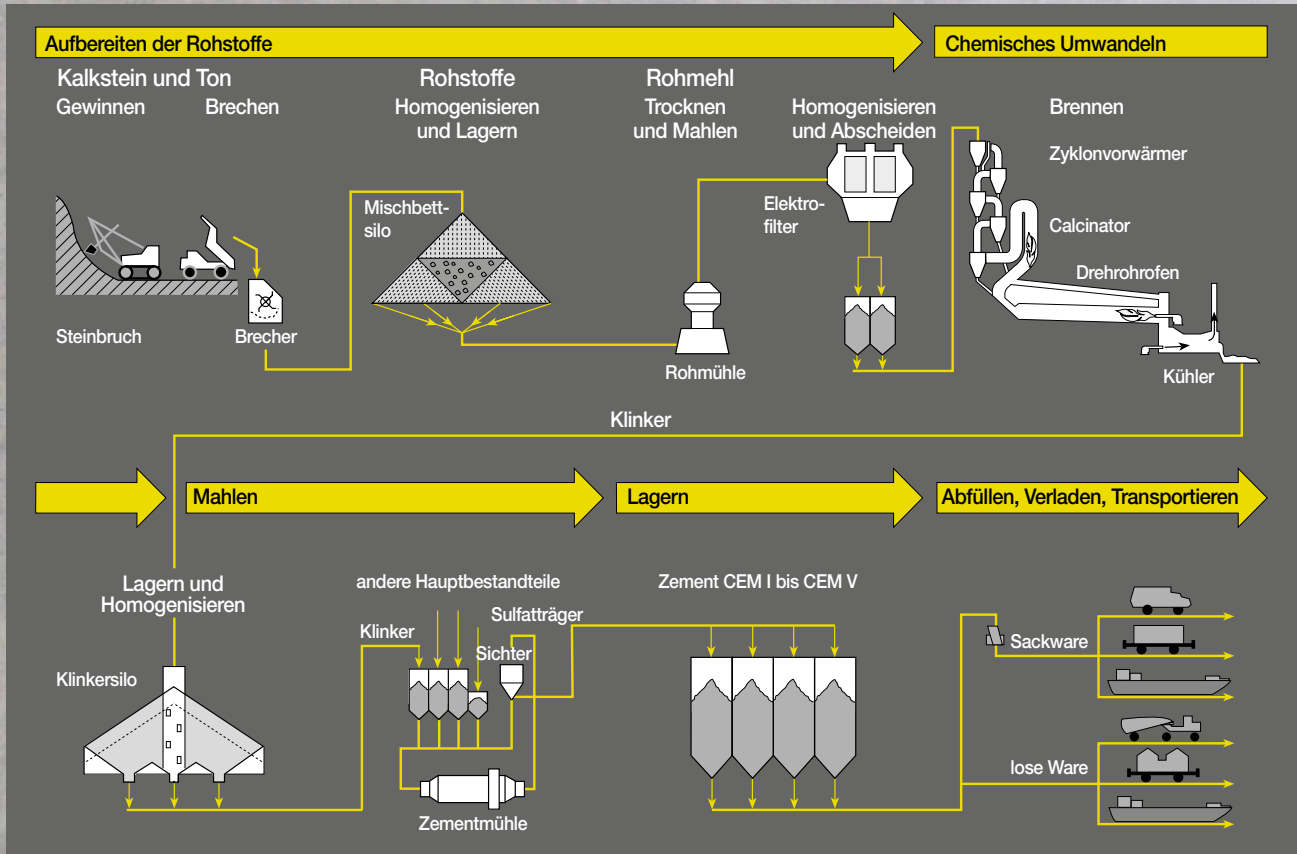 Aufbereiten der Rohstoffe
Chemisches Umwandeln
Kalkstein und Ton
Gewinnen
Brechen
Rohstoffe
Homogenisieren
und Lagern
Rohmehl
Trocknen
und Mahlen
Homogenisieren
und Abscheiden
Brennen
Zyklonvorwärmer
Mischbett-
silo
Elektro-
filter
Calcinator
Drehrohrofen
Steinbruch
Brecher
Rohmühle
Kühler
Klinker
Mahlen
Lagern
Abfüllen, Verladen, Transportieren
Lagern und
Homogenisieren
andere Hauptbestandteile
Zement CEM I bis CEM V
Sulfatträger
Klinker
Sichter
Sackware
Klinkersilo
lose Ware
Zementmühle